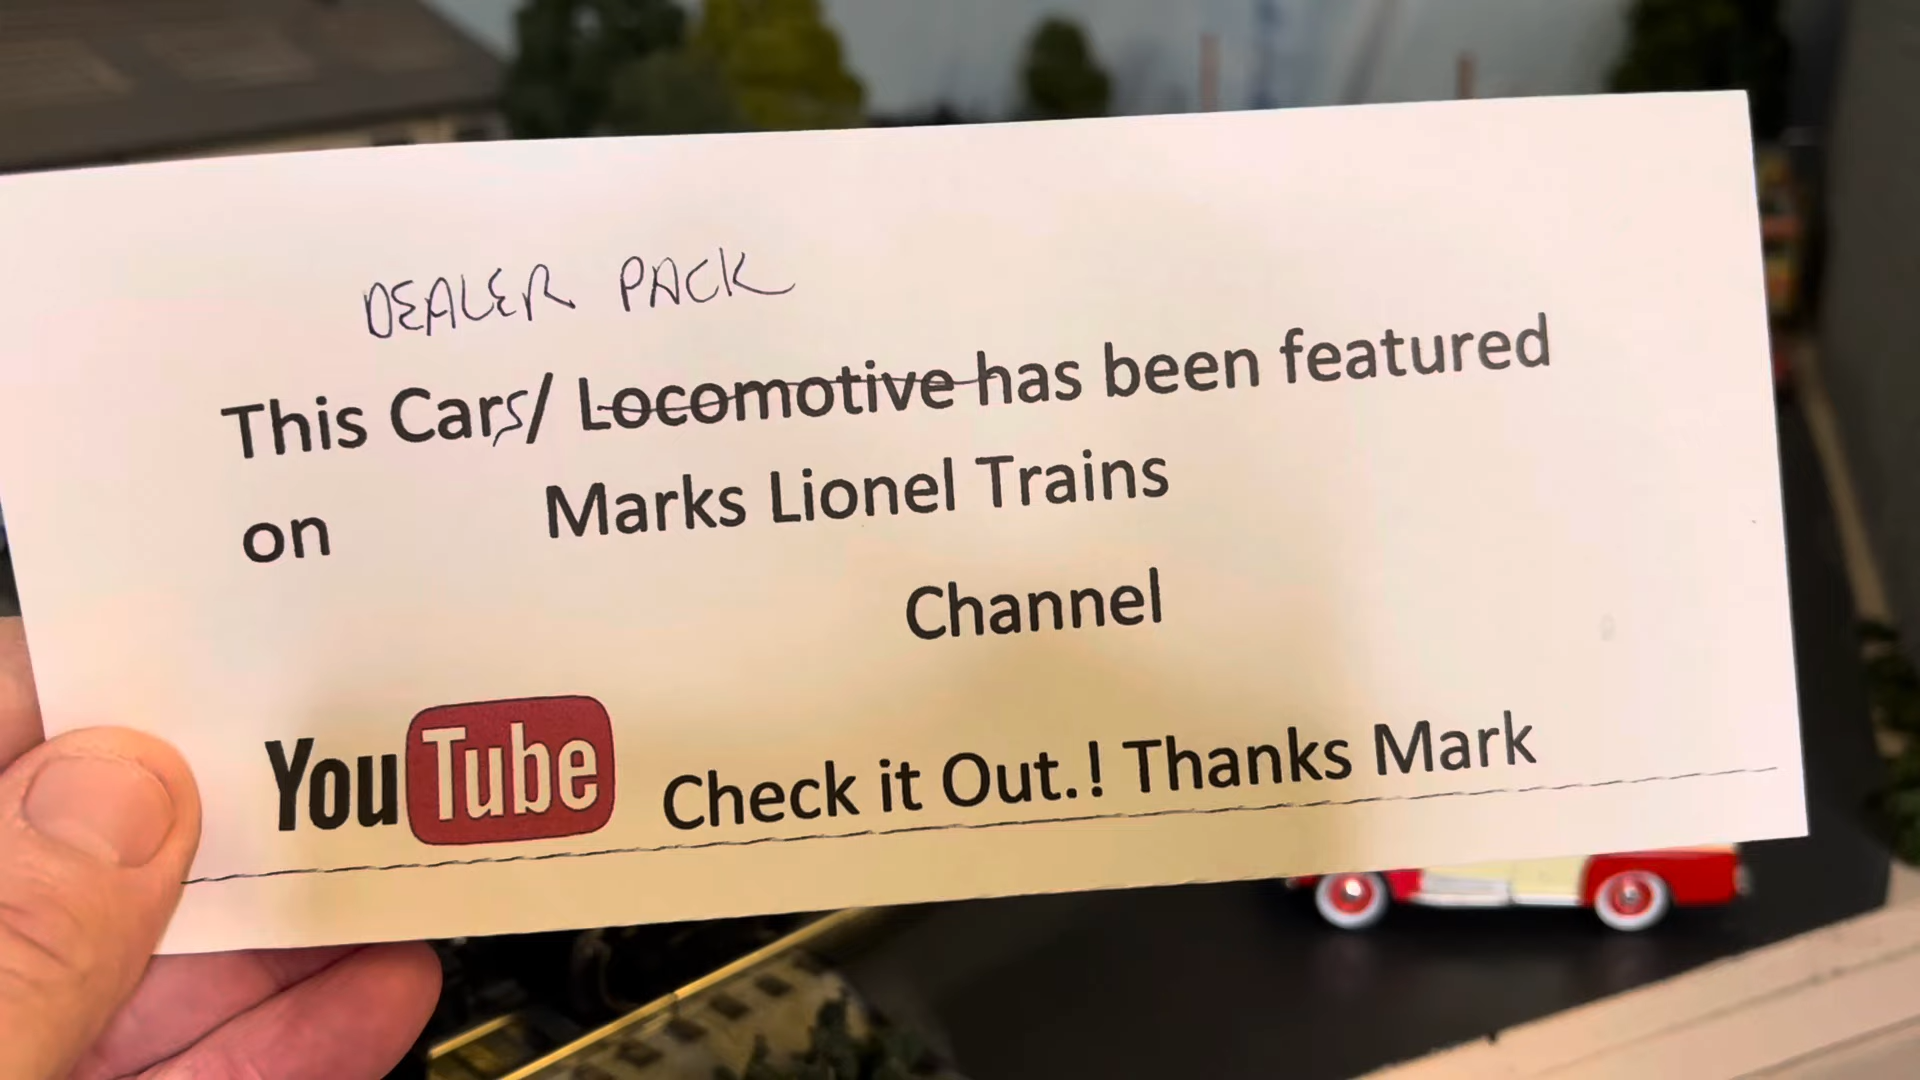 DEALER PACK
This Cars/ Locomotive has been featured
on Marks Lionel Trains
Channel
YouTube Check it Out.! Thanks Mark